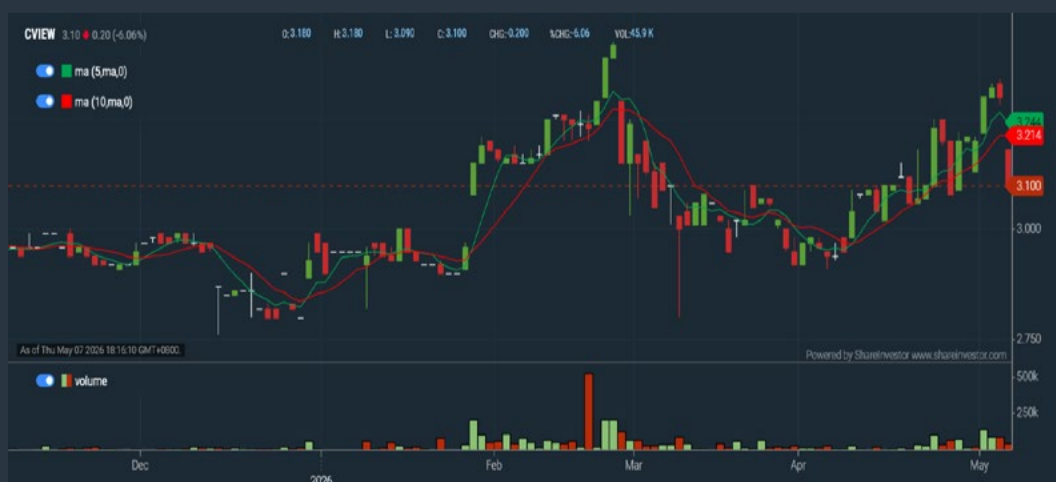 CVIEW 3.10 0.20 (-6.06%) O: 3.180 H: 3.180 L: 3.090 C: 3.100 CHG:-0.200 %CHG:-6.06 VOL:45.9 K
ma (5,ma,0)
ma (10,ma,0)
3.244
3.214
3.100
3.000
2.750
As of Thu May 07 2026 18:16:10 GMT+0800.
Powered by ShareInvestor www.shareinvestor.com
volume
500k
250k
Dec 2026 Feb Mar Apr May